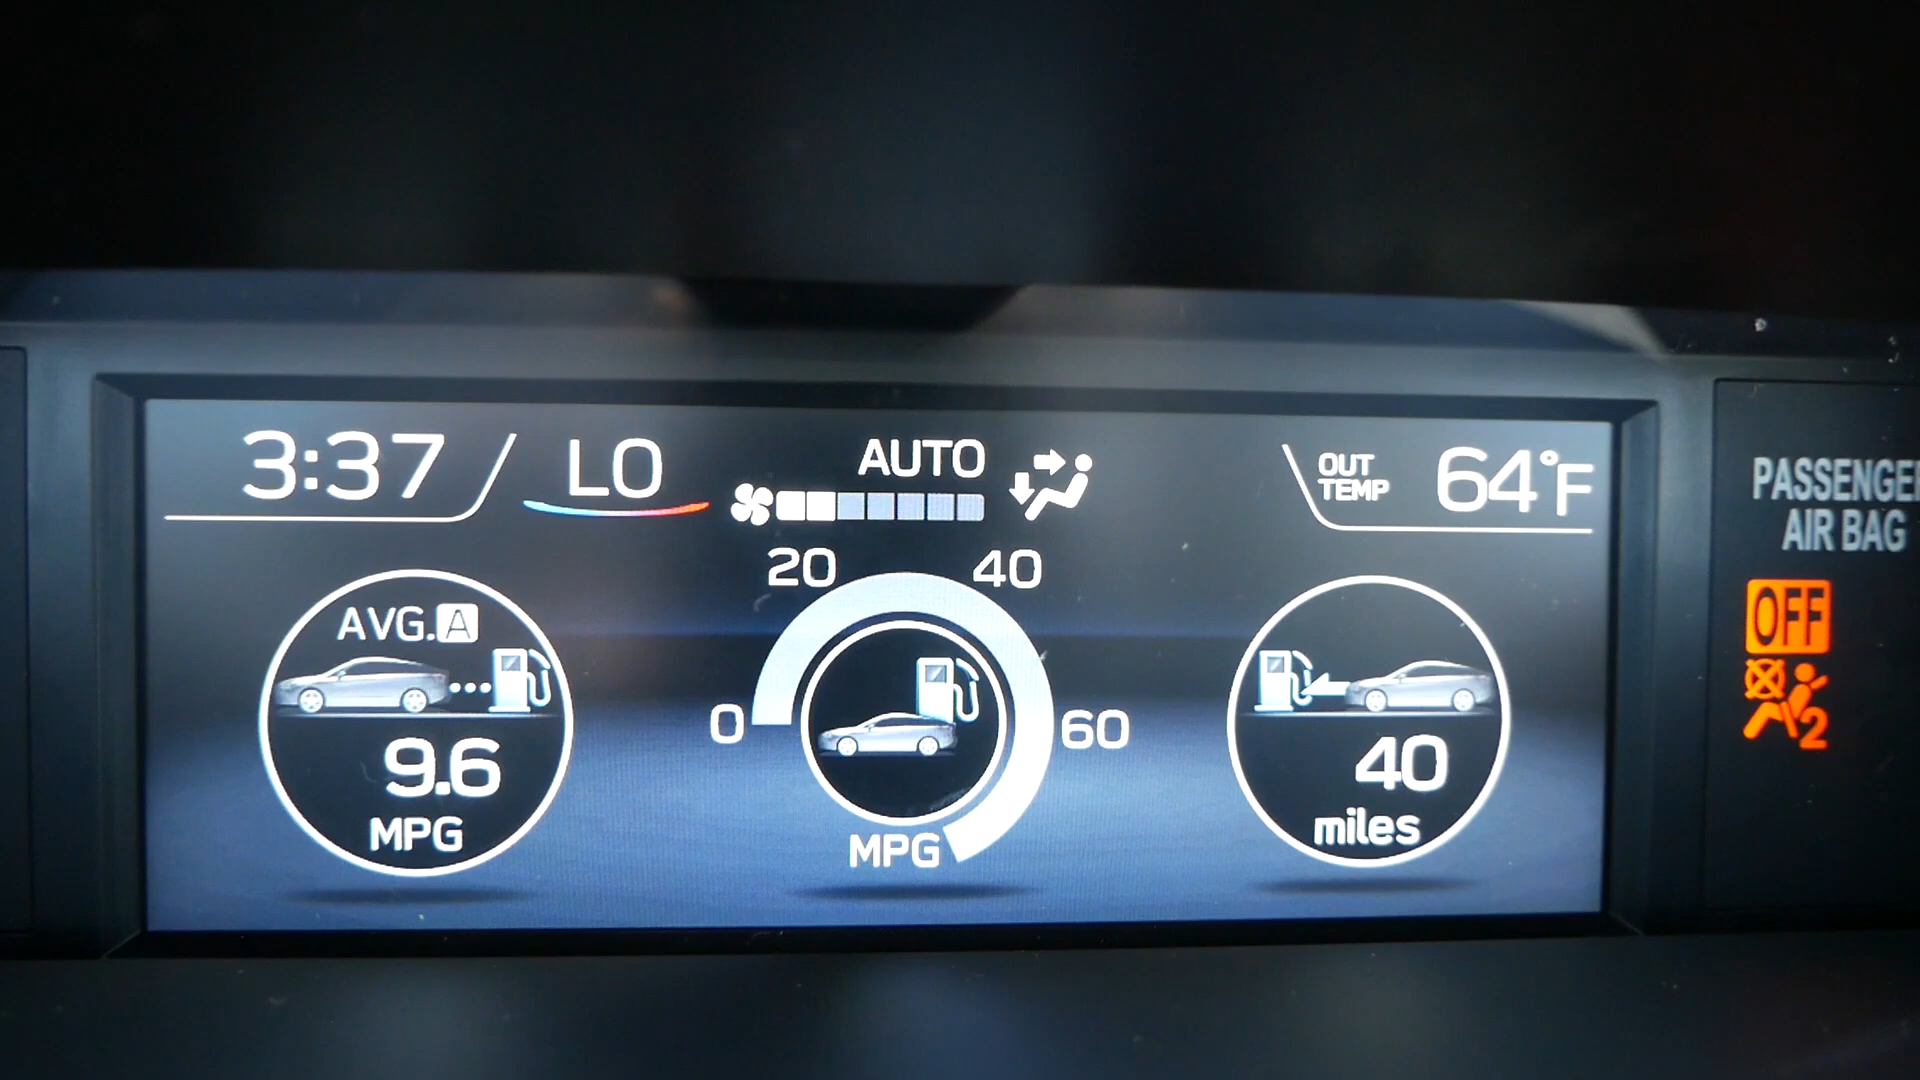 3:37
LO
AUTO
OUT
TEMP
64°F
20
40
0
60
MPG
AVG.A
9.6
MPG
40
miles
PASSENGER
AIR BAG
OFF
2